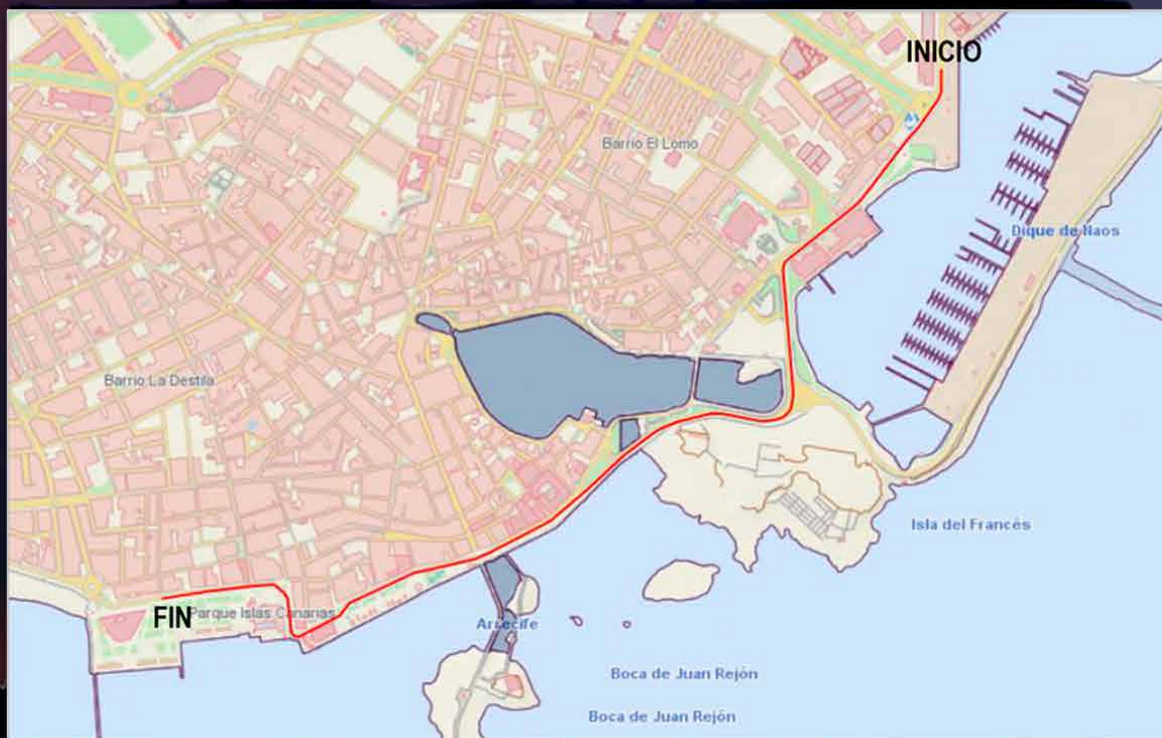 INICIO
Barrio El Lomo
Dique de Naos
Barrio La Destila
Isla del Francés
FIN
Parque Islas Canarias
Arrecife
Boca de Juan Rejón
Boca de Juan Rejón